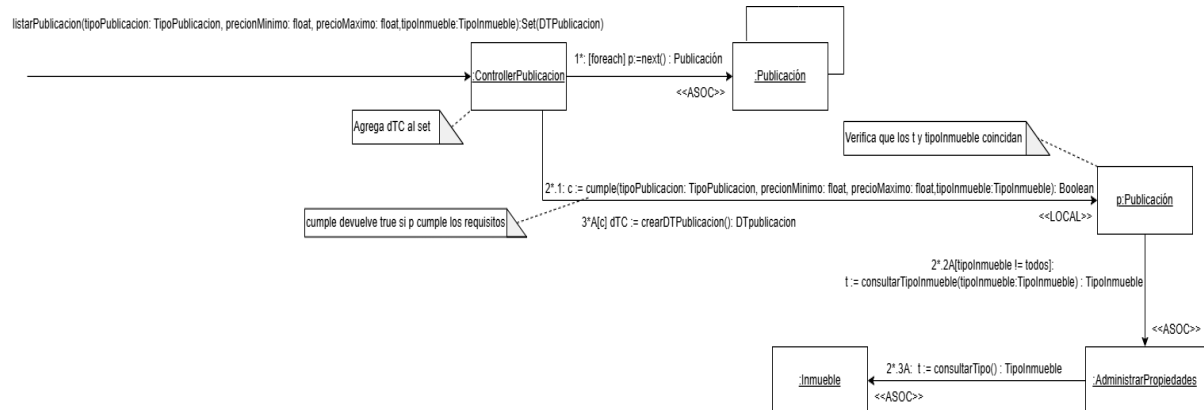 listarPublicacion(tipoPublicacion: TipoPublicacion, precionMinimo: float, precioMaximo: float,tipoInmueble:TipoInmueble):Set(DTPublicacion)
1*: [foreach] p:=next() : Publicación
:ControllerPublicacion
:Publicación
<<ASOC>>
Agrega dTC al set
Verifica que los t y tipoInmueble coincidan
2*.1: c := cumple(tipoPublicacion: TipoPublicacion, precionMinimo: float, precioMaximo: float,tipoInmueble:TipoInmueble): Boolean
p:Publicación
cumple devuelve true si p cumple los requisitos
3*A[c] dTC := crearDTPublicacion(): DTpublicacion
<<LOCAL>>
2*.2A[tipoInmueble != todos]:
t := consultarTipoInmueble(tipoInmueble:TipoInmueble) : TipoInmueble
<<ASOC>>
2*.3A: t := consultarTipo() : TipoInmueble
:Inmueble
:AdministrarPropiedades
<<ASOC>>